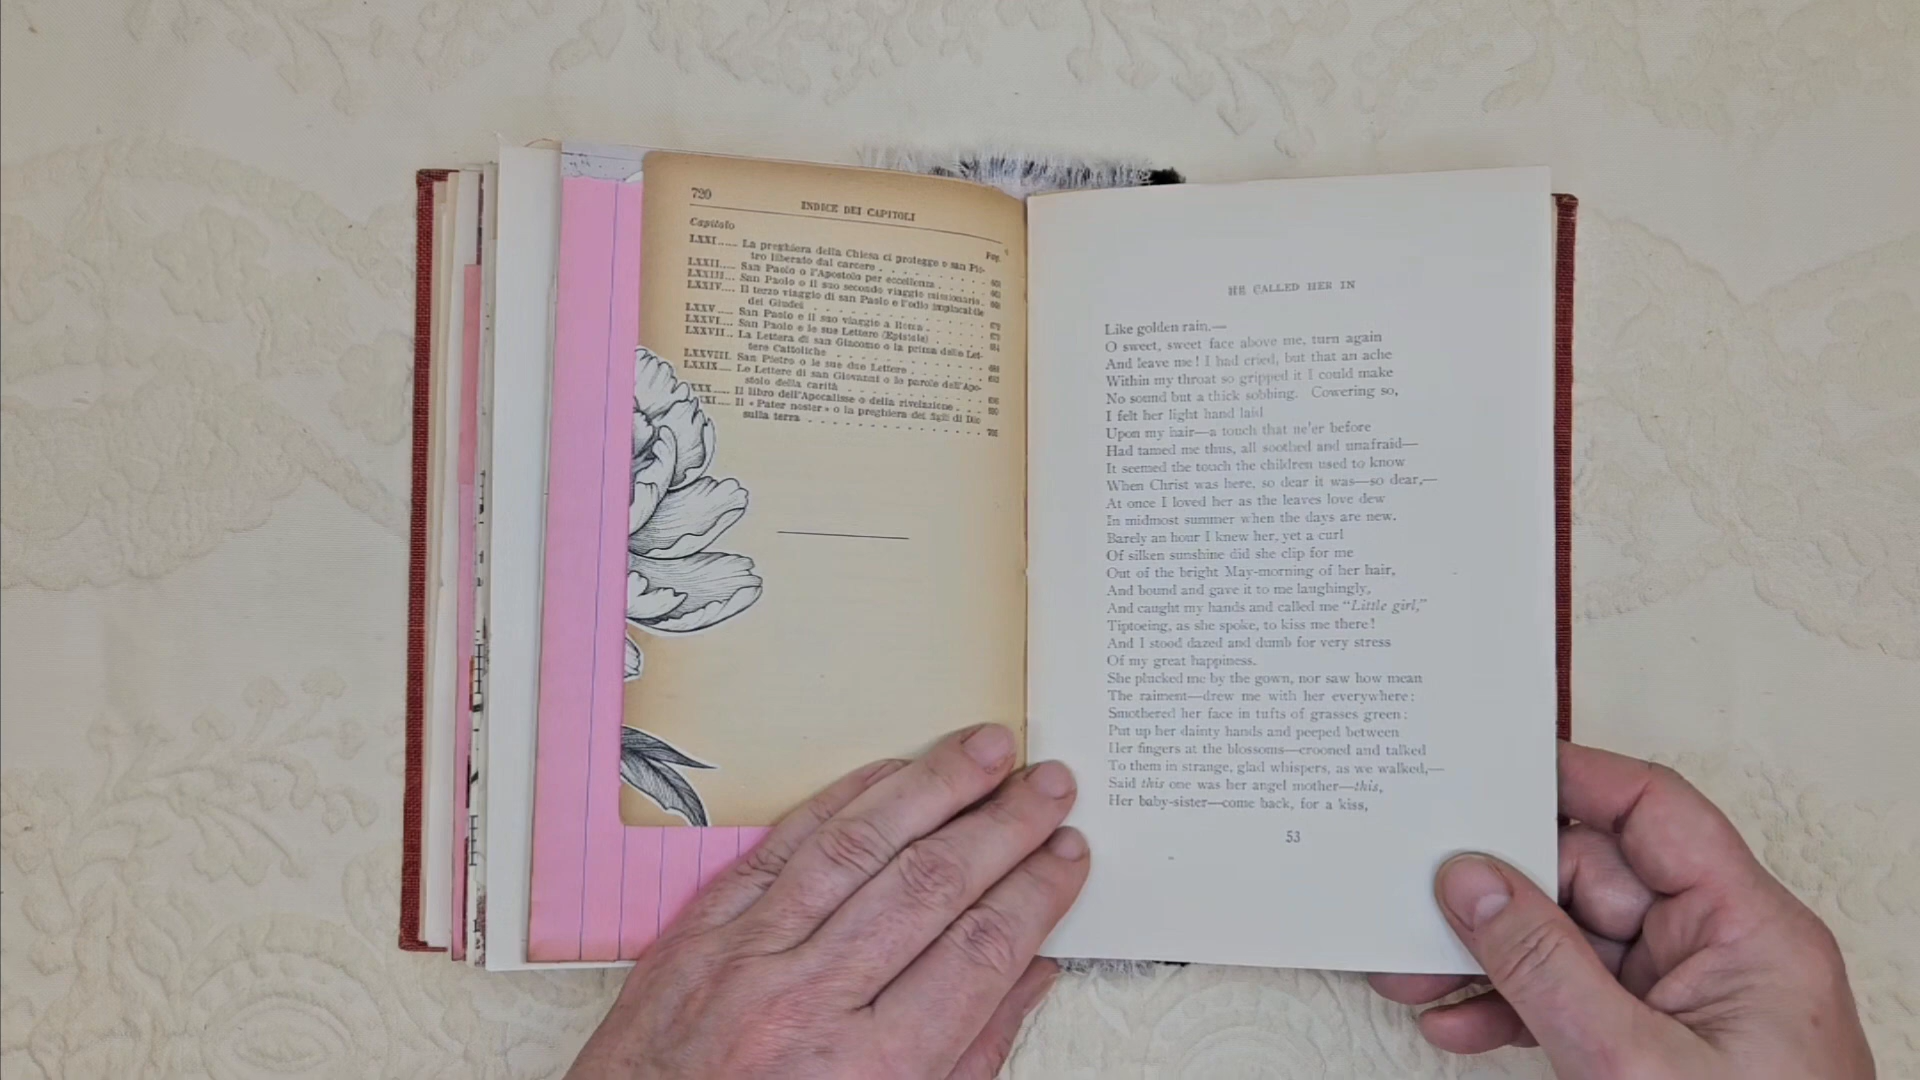 720
INDICE DEI CAPITOLI
Capitolo
Pag.
LXXI..... La preghiera della Chiesa ci protegge o san Pie-
tro liberato dal carcere
LXXII.... San Paolo o l'Apostolo per eccellenza
LXXIII... San Paolo o il suo secondo viaggio missionario
LXXIV.... Il terzo viaggio di san Paolo e l'odio implacabile
dei Giudei
LXXV..... San Paolo e il suo viaggio a Roma
LXXVI.... San Paolo e le sue Lettere (Epistole)
LXXVII... La Lettera di san Giacomo o la prima delle Let-
tere Cattoliche
LXXVIII. San Pietro o le sue due Lettere
LXXIX.... Le Lettere di san Giovanni o le parole dell'Apo-
stolo della carità
XXX.... Il libro dell'Apocalisse o della rivelazione
XXI.... Il «Pater noster» o la preghiera dei figli di Dio
sulla terra
HE CALLED HER IN
Like golden rain.—
O sweet, sweet face above me, turn again
And leave me! I had cried, but that an ache
Within my throat so gripped it I could make
No sound but a thick sobbing. Cowering so,
I felt her light hand laid
Upon my hair—a touch that ne'er before
Had tamed me thus, all soothed and unafraid—
It seemed the touch the children used to know
When Christ was here, so dear it was—so dear,—
At once I loved her as the leaves love dew
In midmost summer when the days are new.
Barely an hour I knew her, yet a curl
Of silken sunshine did she clip for me
Out of the bright May-morning of her hair,
And bound and gave it to me laughingly,
And caught my hands and called me "Little girl,"
Tiptoeing, as she spoke, to kiss me there!
And I stood dazed and dumb for very stress
Of my great happiness.
She plucked me by the gown, nor saw how mean
The raiment—drew me with her everywhere:
Smothered her face in tufts of grasses green:
Put up her dainty hands and peeped between
Her fingers at the blossoms—crooned and talked
To them in strange, glad whispers, as we walked,—
Said this one was her angel mother—this,
Her baby-sister—come back, for a kiss,
53